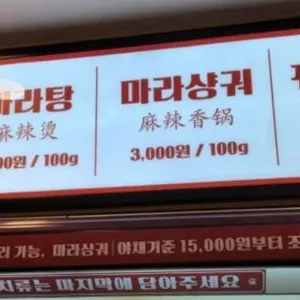 마라탕
麻辣烫
00원 / 100g
마라샹궈
麻辣香锅
3,000원 / 100g
리 가능, 마라샹궈 | 야채기준 15,000원부터 조
치류는 마지막에 담아주세요